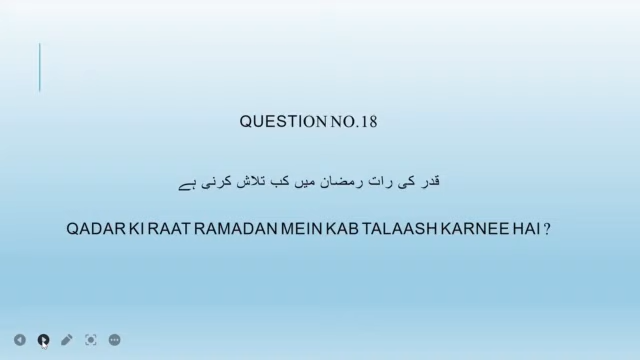 QUESTION NO.18
قدر کی رات رمضان میں کب تلاش کرنی ہے
QADAR KI RAAT RAMADAN MEIN KAB TALAASH KARNEE HAI ?